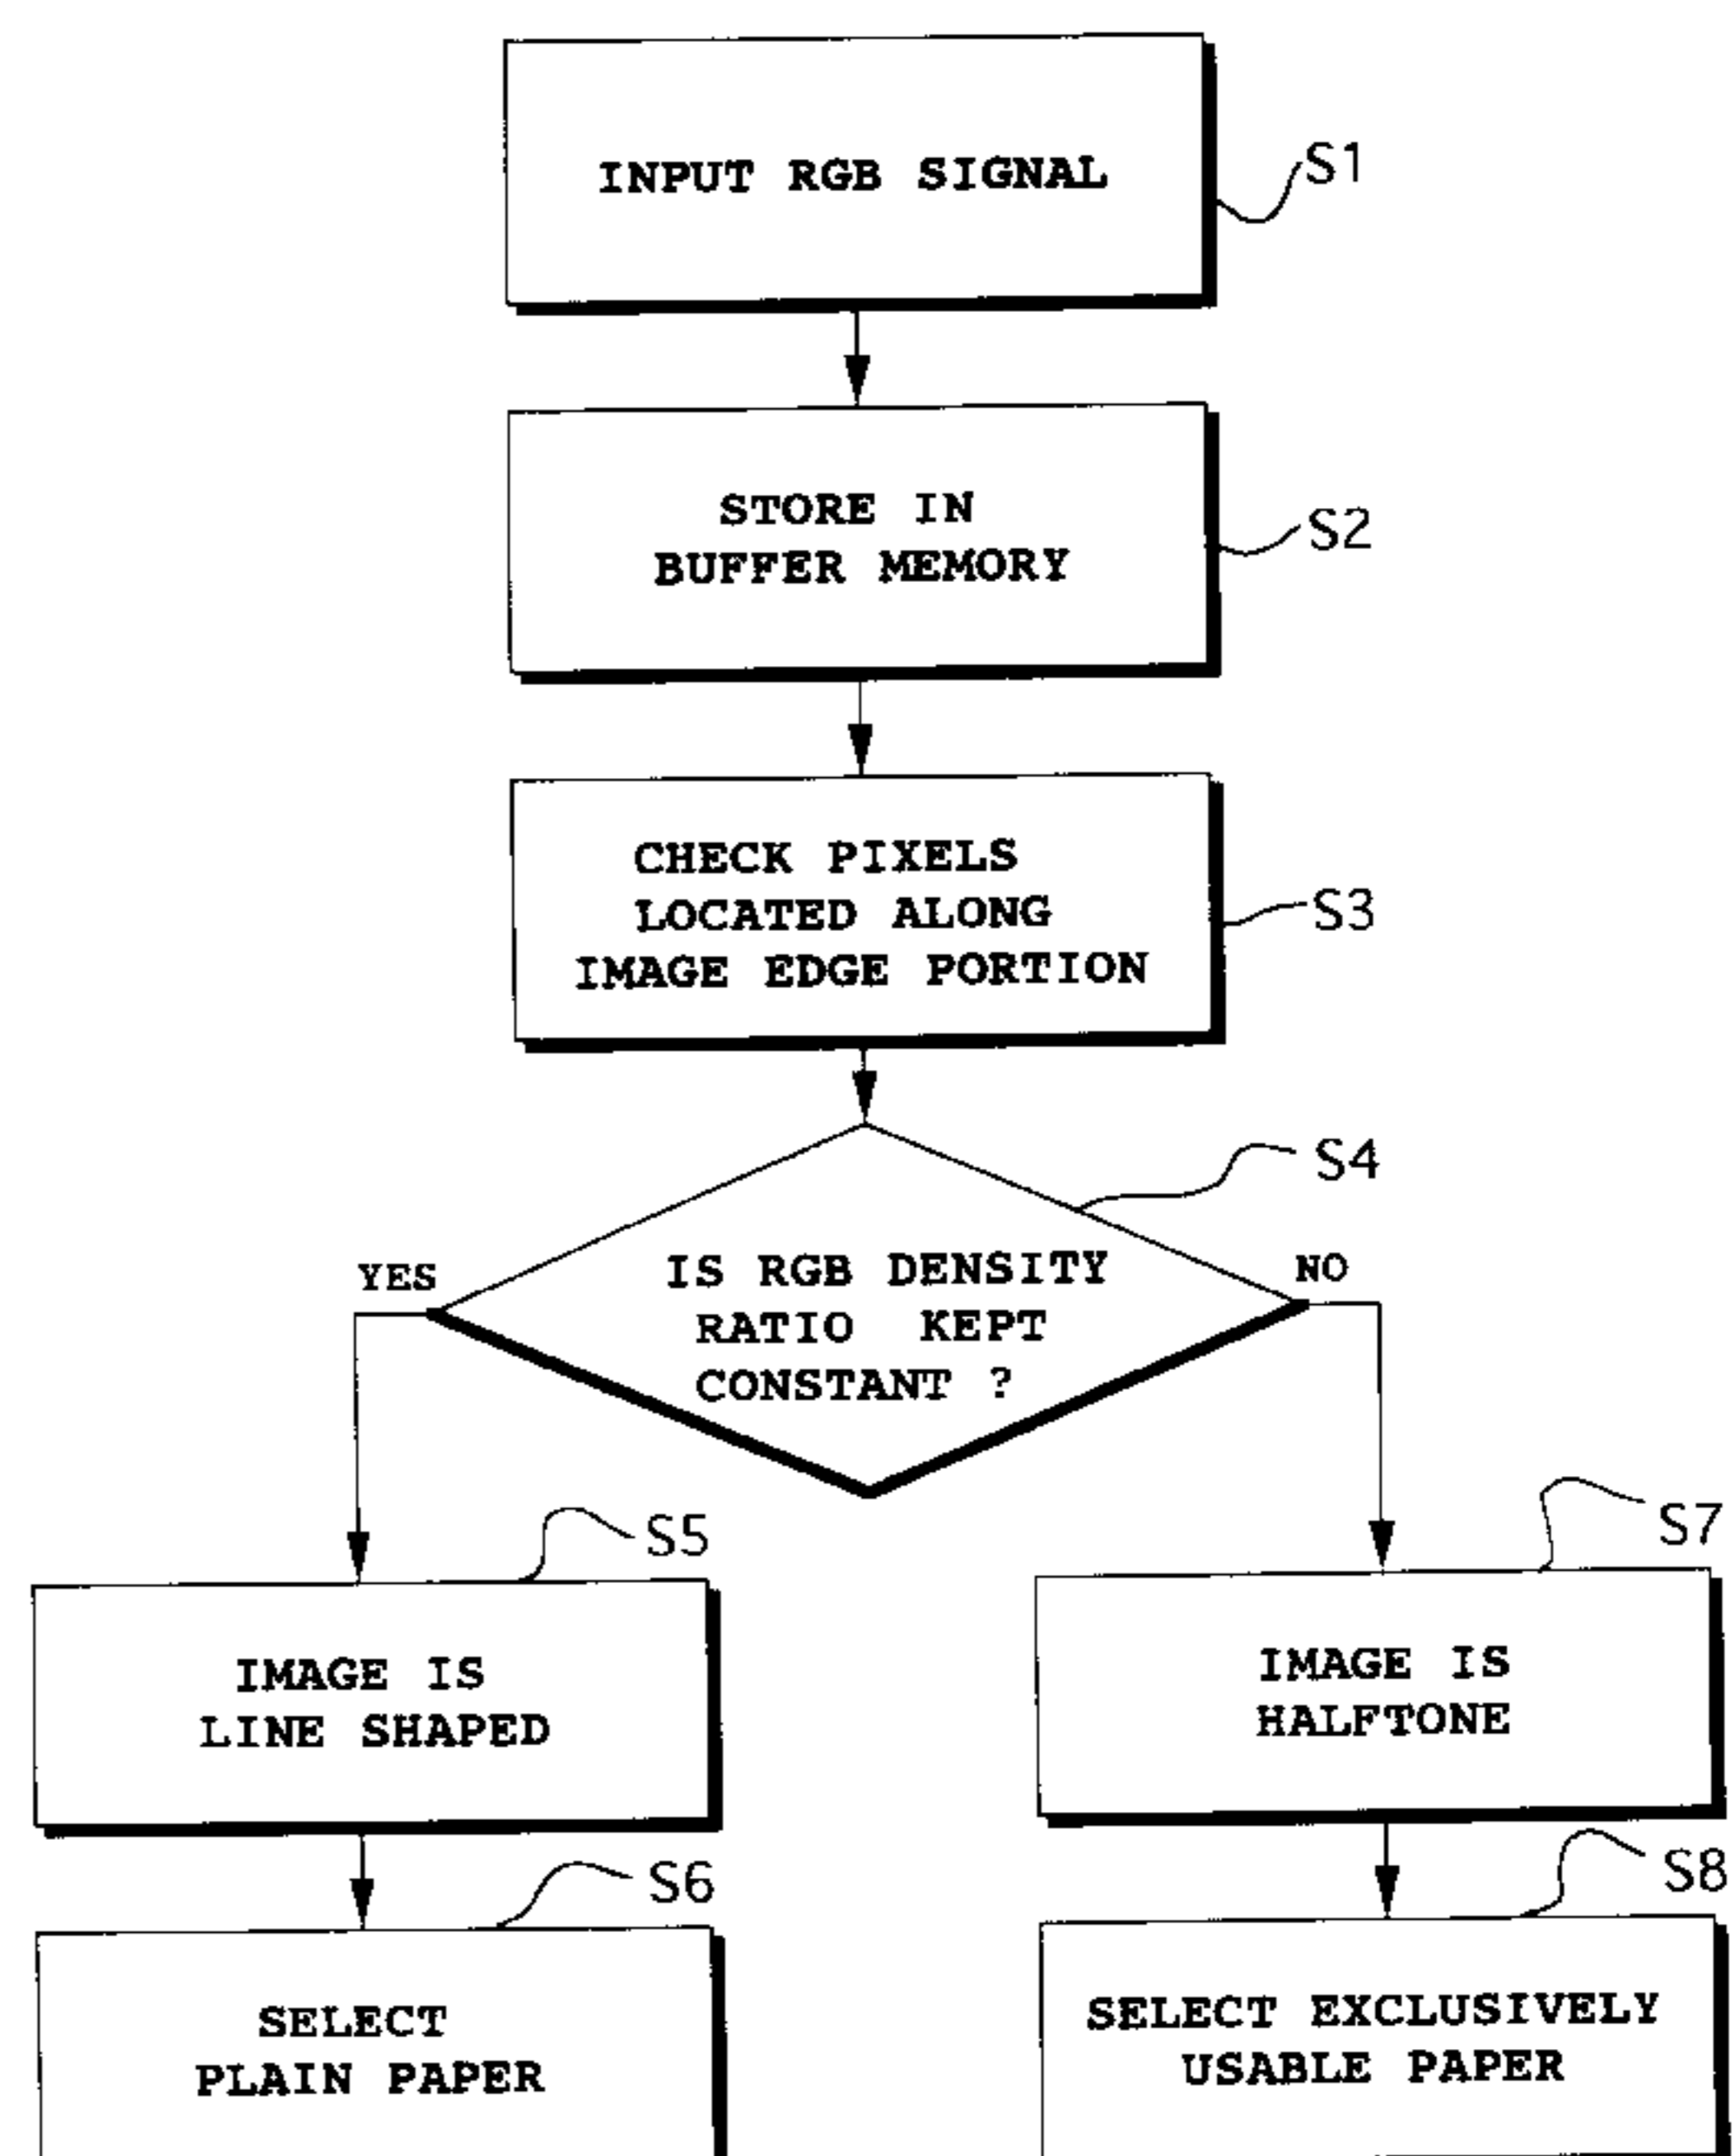 INPUT RGB SIGNAL
S1
STORE IN
BUFFER MEMORY
S2
CHECK PIXELS
LOCATED ALONG
IMAGE EDGE PORTION
S3
S4
IS RGB DENSITY
RATIO KEPT
CONSTANT ?
YES
NO
S5
IMAGE IS
LINE SHAPED
S6
SELECT
PLAIN PAPER
S7
IMAGE IS
HALFTONE
S8
SELECT EXCLUSIVELY
USABLE PAPER